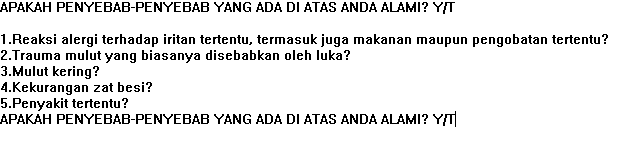 APAKAH PENYEBAB-PENYEBAB YANG ADA DI ATAS ANDA ALAMI? Y/T
1.Reaksi alergi terhadap iritan tertentu, termasuk juga makanan maupun pengobatan tertentu?
2.Trauma mulut yang biasanya disebabkan oleh luka?
3.Mulut kering?
4.Kekurangan zat besi?
5.Penyakit tertentu?
APAKAH PENYEBAB-PENYEBAB YANG ADA DI ATAS ANDA ALAMI? Y/T